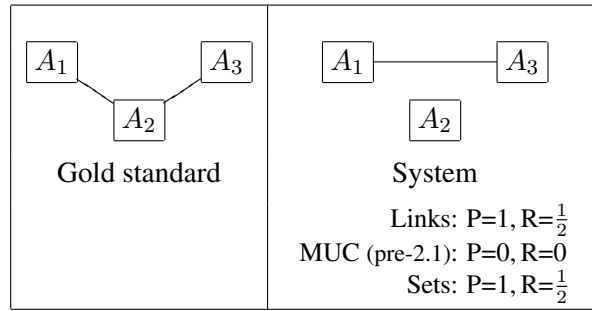 A₁ A₃
A₂
Gold standard
A₁ A₃
A₂
System
Links: P=1, R=½
MUC (pre-2.1): P=0, R=0
Sets: P=1, R=½